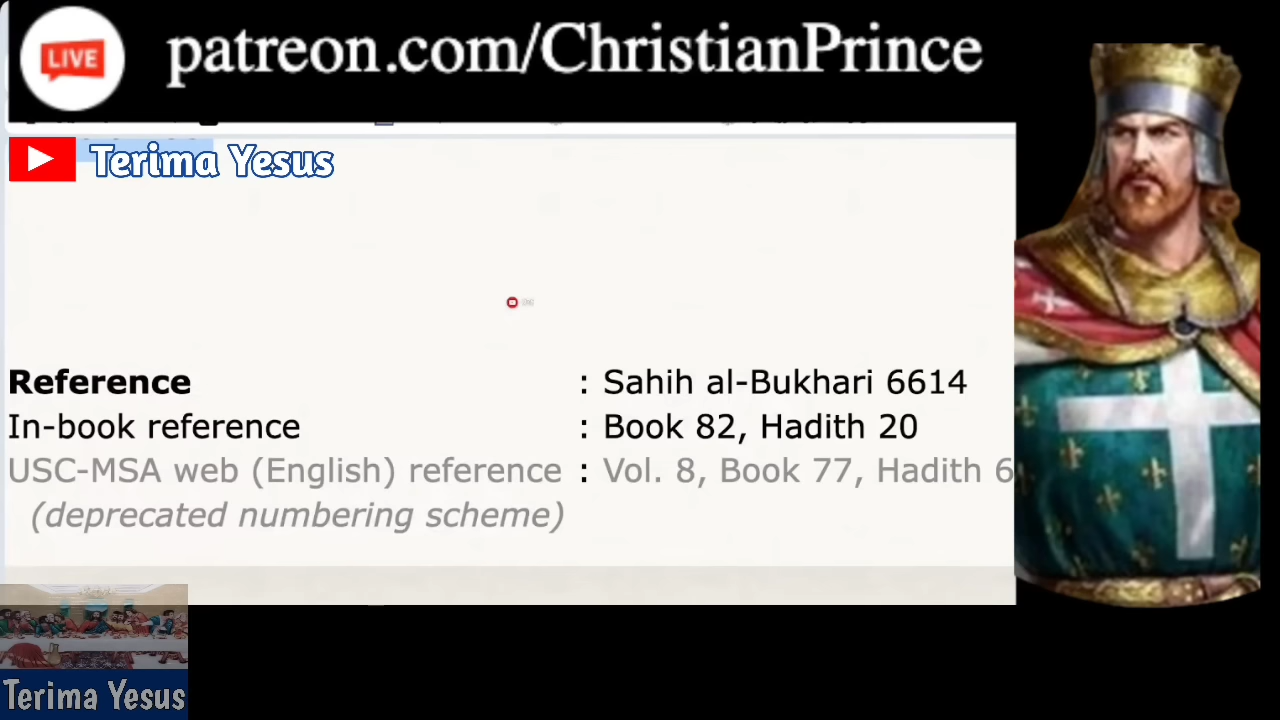 LIVE
patreon.com/ChristianPrince
Terima Yesus
Reference : Sahih al-Bukhari 6614
In-book reference : Book 82, Hadith 20
USC-MSA web (English) reference : Vol. 8, Book 77, Hadith 6
(deprecated numbering scheme)
Terima Yesus